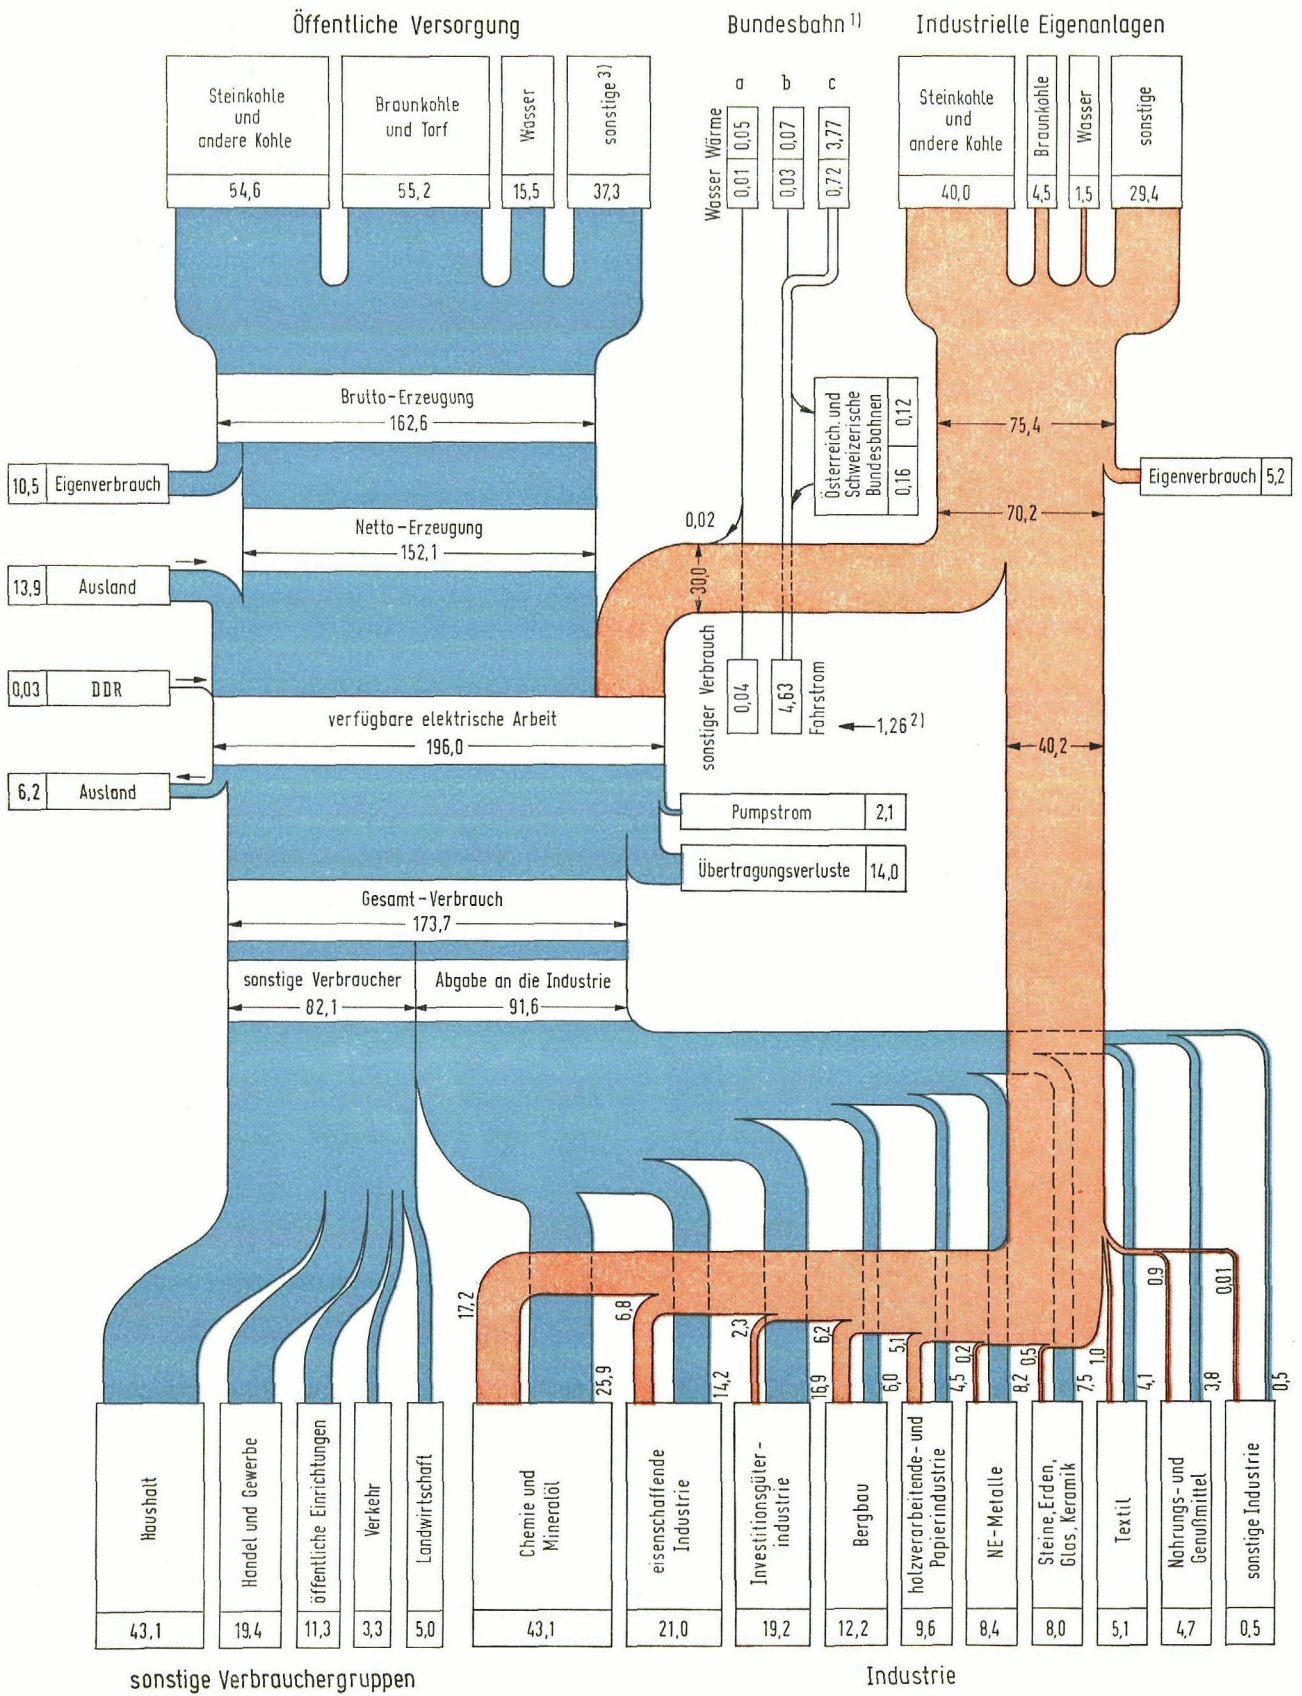 Öffentliche Versorgung
Bundesbahn 1)
Industrielle Eigenanlagen
Steinkohle
und
andere Kohle
54,6
Braunkohle
und Torf
55,2
Wasser
15,5
sonstige 3)
37,3
a
b
c
Wasser Wärme
0,01 0,05
0,03 0,07
0,72 3,77
Steinkohle
und
andere Kohle
40,0
Braunkohle
4,5
Wasser
1,5
sonstige
29,4
Brutto-Erzeugung
162,6
Österreich. und
Schweizerische
Bundesbahnen
0,16 0,12
75,4
10,5 Eigenverbrauch
Eigenverbrauch 5,2
Netto-Erzeugung
152,1
0,02
70,2
13,9 Ausland
30,0
0,03 DDR
verfügbare elektrische Arbeit
196,0
sonstiger Verbrauch
0,04
4,63
Fahrstrom
1,26 2)
40,2
6,2 Ausland
Pumpstrom 2,1
Übertragungsverluste 14,0
Gesamt-Verbrauch
173,7
sonstige Verbraucher
82,1
Abgabe an die Industrie
91,6
17,2
25,9
6,8
14,2
2,3
16,9
6,2
6,0
5,1
4,5
0,2
8,2
0,5
7,5
1,0
4,1
0,9
3,8
0,01
0,5
Haushalt
43,1
Handel und Gewerbe
19,4
öffentliche Einrichtungen
11,3
Verkehr
3,3
Landwirtschaft
5,0
Chemie und
Mineralöl
43,1
eisenschaffende
Industrie
21,0
Investitionsgüter-
industrie
19,2
Bergbau
12,2
holzverarbeitende- und
Papierindustrie
9,6
NE-Metalle
8,4
Steine, Erden,
Glas, Keramik
8,0
Textil
5,1
Nahrungs- und
Genußmittel
4,7
sonstige Industrie
0,5
sonstige Verbrauchergruppen
Industrie